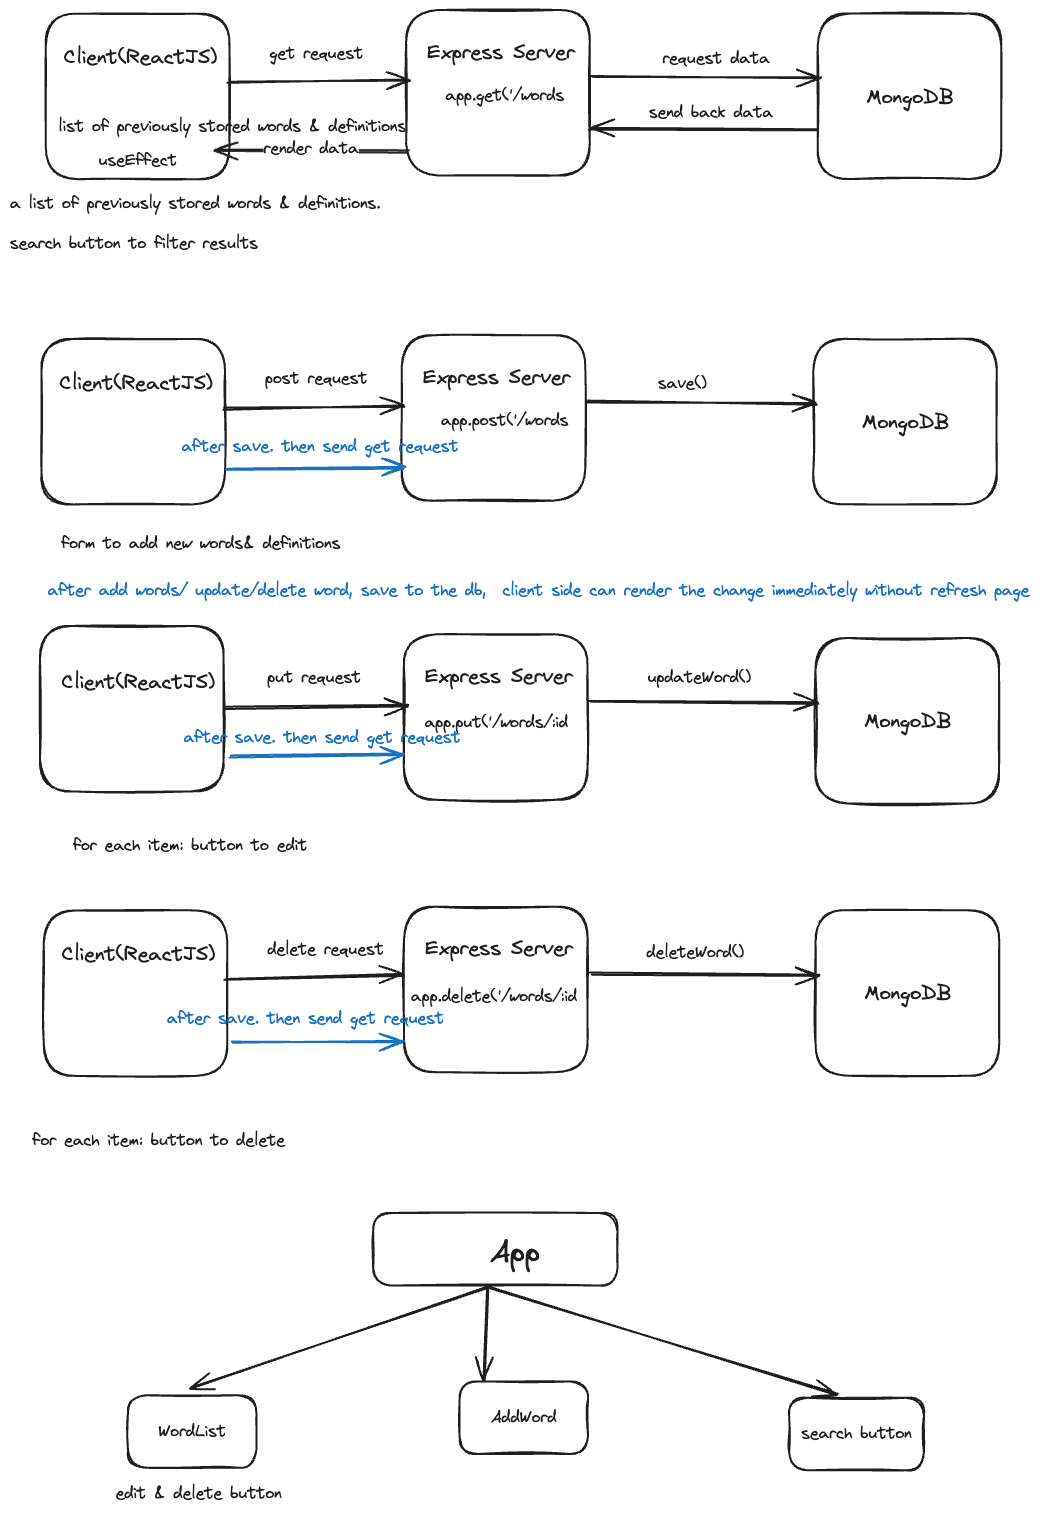 Client(ReactJS)
get request
Express Server
app.get('/words
request data
MongoDB
send back data
list of previously stored words & definitions
useEffect
render data
a list of previously stored words & definitions.
search button to filter results
Client(ReactJS)
post request
Express Server
app.post('/words
save()
MongoDB
after save. then send get request
form to add new words& definitions
after add words/ update/delete word, save to the db, client side can render the change immediately without refresh page
Client(ReactJS)
put request
Express Server
app.put('/words/:id
updateWord()
MongoDB
after save. then send get request
for each item: button to edit
Client(ReactJS)
delete request
Express Server
app.delete('/words/:id
deleteWord()
MongoDB
after save. then send get request
for each item: button to delete
App
WordList
AddWord
search button
edit & delete button